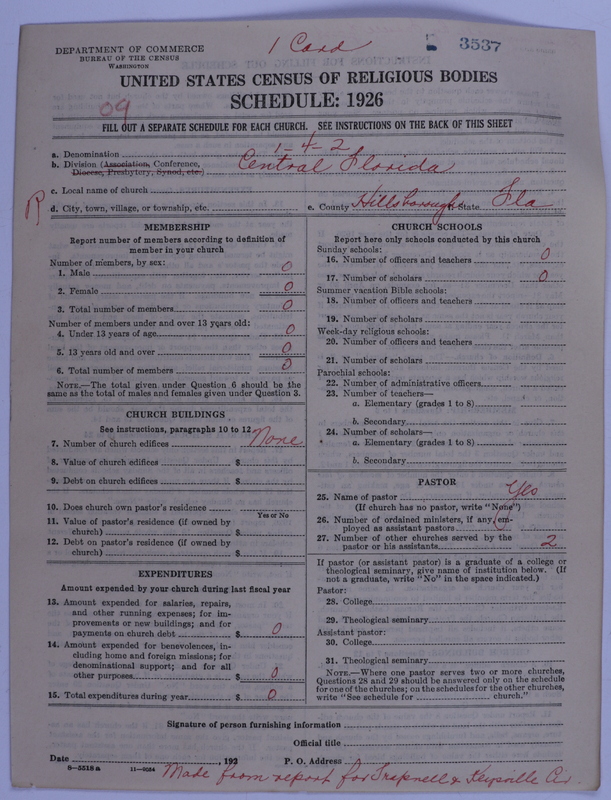 DEPARTMENT OF COMMERCE
BUREAU OF THE CENSUS
WASHINGTON
1 Card
3537
UNITED STATES CENSUS OF RELIGIOUS BODIES
SCHEDULE: 1926
09
FILL OUT A SEPARATE SCHEDULE FOR EACH CHURCH. SEE INSTRUCTIONS ON THE BACK OF THIS SHEET
a. Denomination 1-4-2
b. Division (Association, Conference, Diocese, Presbytery, Synod, etc.) Central Florida
c. Local name of church
R
d. City, town, village, or township, etc. e. County Hillsborough State Fla
MEMBERSHIP
Report number of members according to definition of
member in your church
Number of members, by sex:
1. Male 0
2. Female 0
3. Total number of members 0
Number of members under and over 13 years old:
4. Under 13 years of age 0
5. 13 years old and over 0
6. Total number of members 0
NOTE.—The total given under Question 6 should be the
same as the total of males and females given under Question 3.
CHURCH BUILDINGS
See instructions, paragraphs 10 to 12
7. Number of church edifices None
8. Value of church edifices $
9. Debt on church edifices $
10. Does church own pastor's residence
Yes or No
11. Value of pastor's residence (if owned by
church) $
12. Debt on pastor's residence (if owned by
church) $
EXPENDITURES
Amount expended by your church during last fiscal year
13. Amount expended for salaries, repairs,
and other running expenses; for im-
provements or new buildings; and for
payments on church debt $ 0
14. Amount expended for benevolences, in-
cluding home and foreign missions; for
denominational support; and for all
other purposes $ 0
15. Total expenditures during year $ 0
CHURCH SCHOOLS
Report here only schools conducted by this church
Sunday schools:
16. Number of officers and teachers 0
17. Number of scholars 0
Summer vacation Bible schools:
18. Number of officers and teachers
19. Number of scholars
Week-day religious schools:
20. Number of officers and teachers
21. Number of scholars
Parochial schools:
22. Number of administrative officers
23. Number of teachers—
a. Elementary (grades 1 to 8)
b. Secondary
24. Number of scholars—
a. Elementary (grades 1 to 8)
b. Secondary
PASTOR
25. Name of pastor Yes
(If church has no pastor, write "None")
26. Number of ordained ministers, if any, em-
ployed as assistant pastors
27. Number of other churches served by the
pastor or his assistants 2
If pastor (or assistant pastor) is a graduate of a college or
theological seminary, give name of institution below. (If
not a graduate, write "No" in the space indicated.)
Pastor:
28. College
29. Theological seminary
Assistant pastor:
30. College
31. Theological seminary
NOTE.—Where one pastor serves two or more churches,
Questions 28 and 29 should be answered only on the schedule
for one of the churches; on the schedules for the other churches,
write "See schedule for church."
Signature of person furnishing information
Official title
Date , 192 P. O. Address
8—5518a 11—9054
Made from report for Trapnell & Keysville Cir.